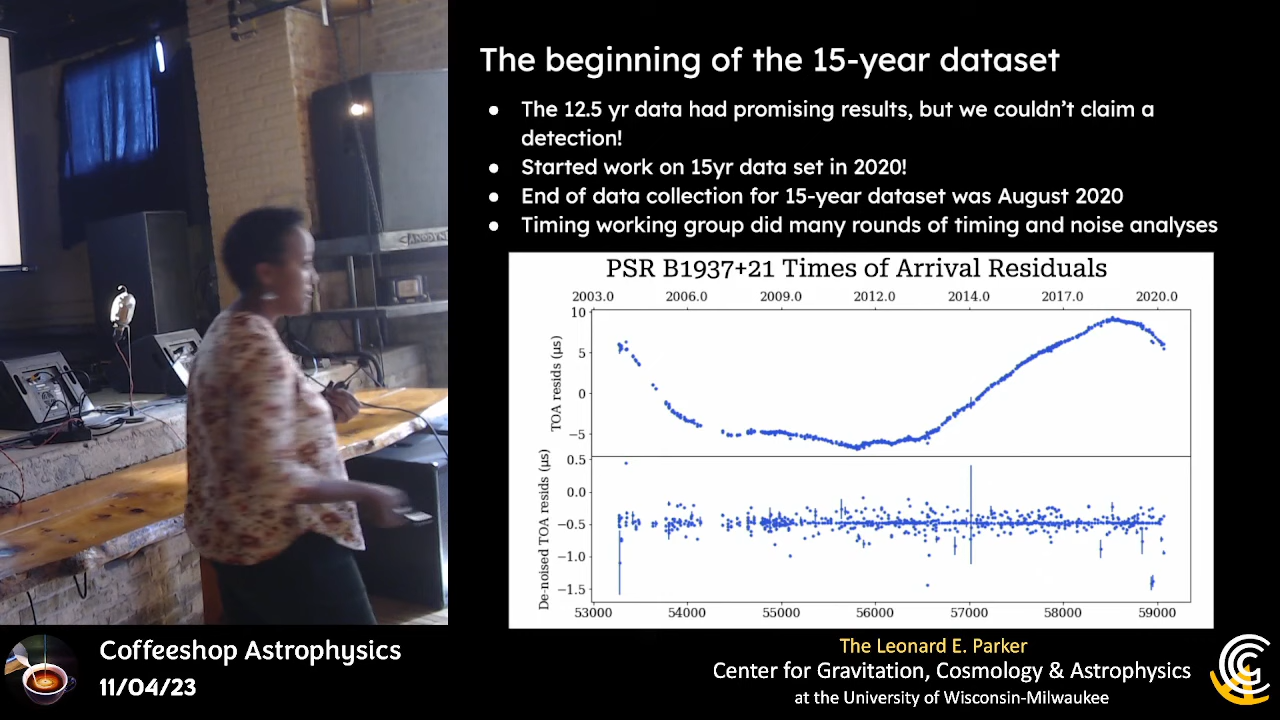 The beginning of the 15-year dataset
● The 12.5 yr data had promising results, but we couldn't claim a
detection!
● Started work on 15yr data set in 2020!
● End of data collection for 15-year dataset was August 2020
● Timing working group did many rounds of timing and noise analyses
PSR B1937+21 Times of Arrival Residuals
2003.0 2006.0 2009.0 2012.0 2014.0 2017.0 2020.0
TOA resids (μs)
10
5
0
−5
De-noised TOA resids (μs)
0.5
0.0
−0.5
−1.0
−1.5
53000 54000 55000 56000 57000 58000 59000
Coffeeshop Astrophysics
11/04/23
The Leonard E. Parker
Center for Gravitation, Cosmology & Astrophysics
at the University of Wisconsin-Milwaukee